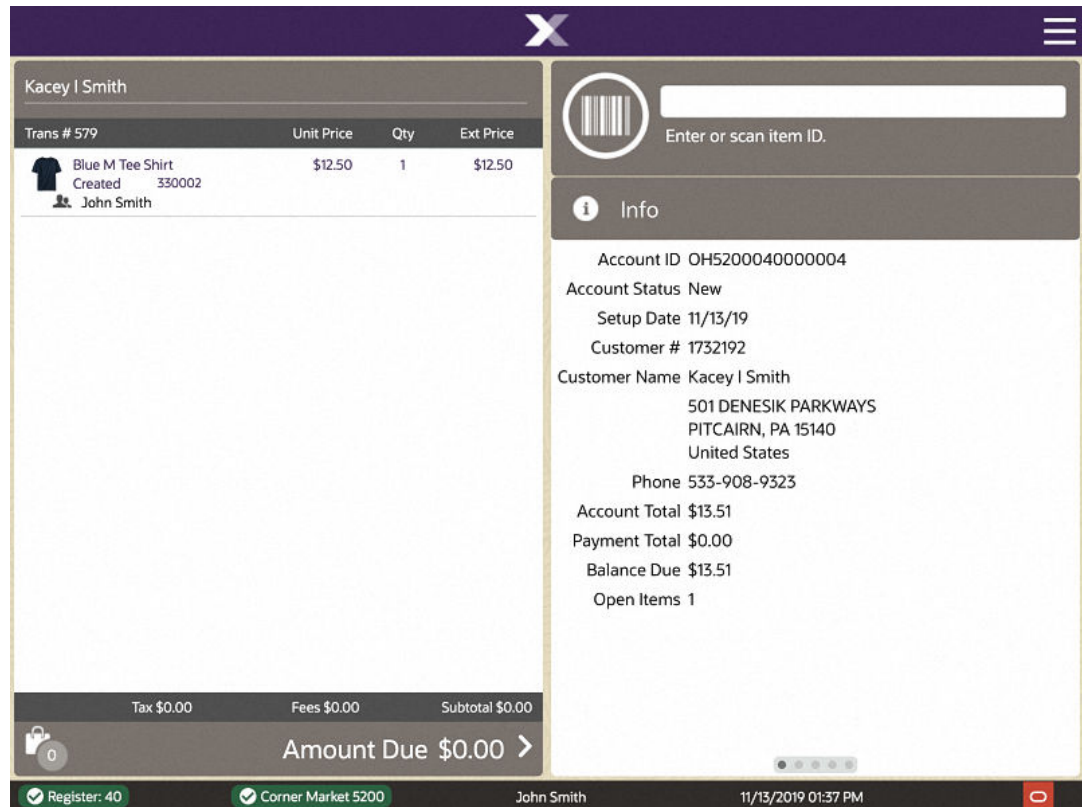 Kacey I Smith
Trans # 579 Unit Price Qty Ext Price
Blue M Tee Shirt $12.50 1 $12.50
Created 330002
John Smith
Tax $0.00 Fees $0.00 Subtotal $0.00
0 Amount Due $0.00
Enter or scan item ID.
Info
Account ID OH5200040000004
Account Status New
Setup Date 11/13/19
Customer # 1732192
Customer Name Kacey I Smith
501 DENESIK PARKWAYS
PITCAIRN, PA 15140
United States
Phone 533-908-9323
Account Total $13.51
Payment Total $0.00
Balance Due $13.51
Open Items 1
Register: 40 Corner Market 5200 John Smith 11/13/2019 01:37 PM